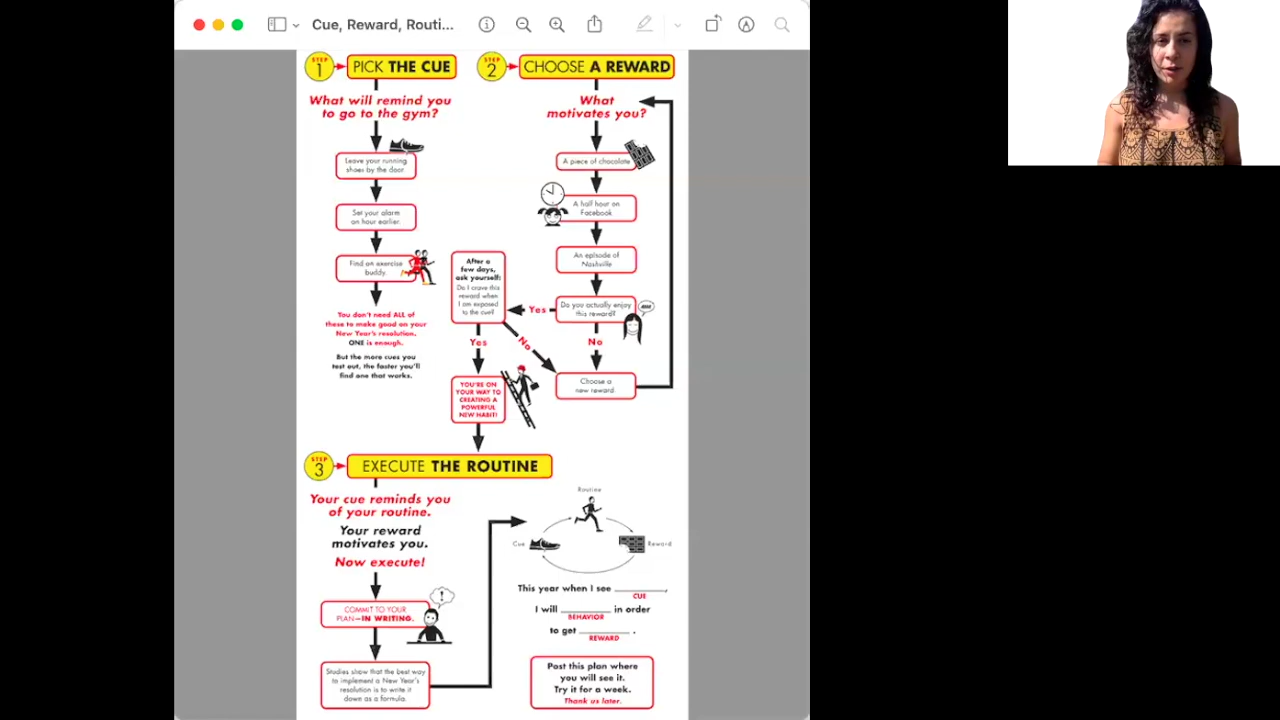 Cue, Reward, Routi...
STEP
1
PICK THE CUE
What will remind you
to go to the gym?
Leave your running
shoes by the door.
Set your alarm
an hour earlier.
Find an exercise
buddy.
You don't need ALL of
these to make good on your
New Year's resolution.
ONE is enough.
But the more cues you
test out, the faster you'll
find one that works.
STEP
2
CHOOSE A REWARD
What
motivates you?
A piece of chocolate
A half hour on
Facebook
An episode of
Nashville
Do you actually enjoy
this reward?
Yes
No
After a
few days,
ask yourself:
Do I crave this
reward when
I am exposed
to the cue?
Yes
No
Choose a
new reward.
YOU'RE ON
YOUR WAY TO
CREATING A
POWERFUL
NEW HABIT!
STEP
3
EXECUTE THE ROUTINE
Your cue reminds you
of your routine.
Your reward
motivates you.
Now execute!
!
COMMIT TO YOUR
PLAN—IN WRITING.
Studies show that the best way
to implement a New Year's
resolution is to write it
down as a formula.
Routine
Cue
Reward
This year when I see ________,
CUE
I will ________ in order
BEHAVIOR
to get ________.
REWARD
Post this plan where
you will see it.
Try it for a week.
Thank us later.